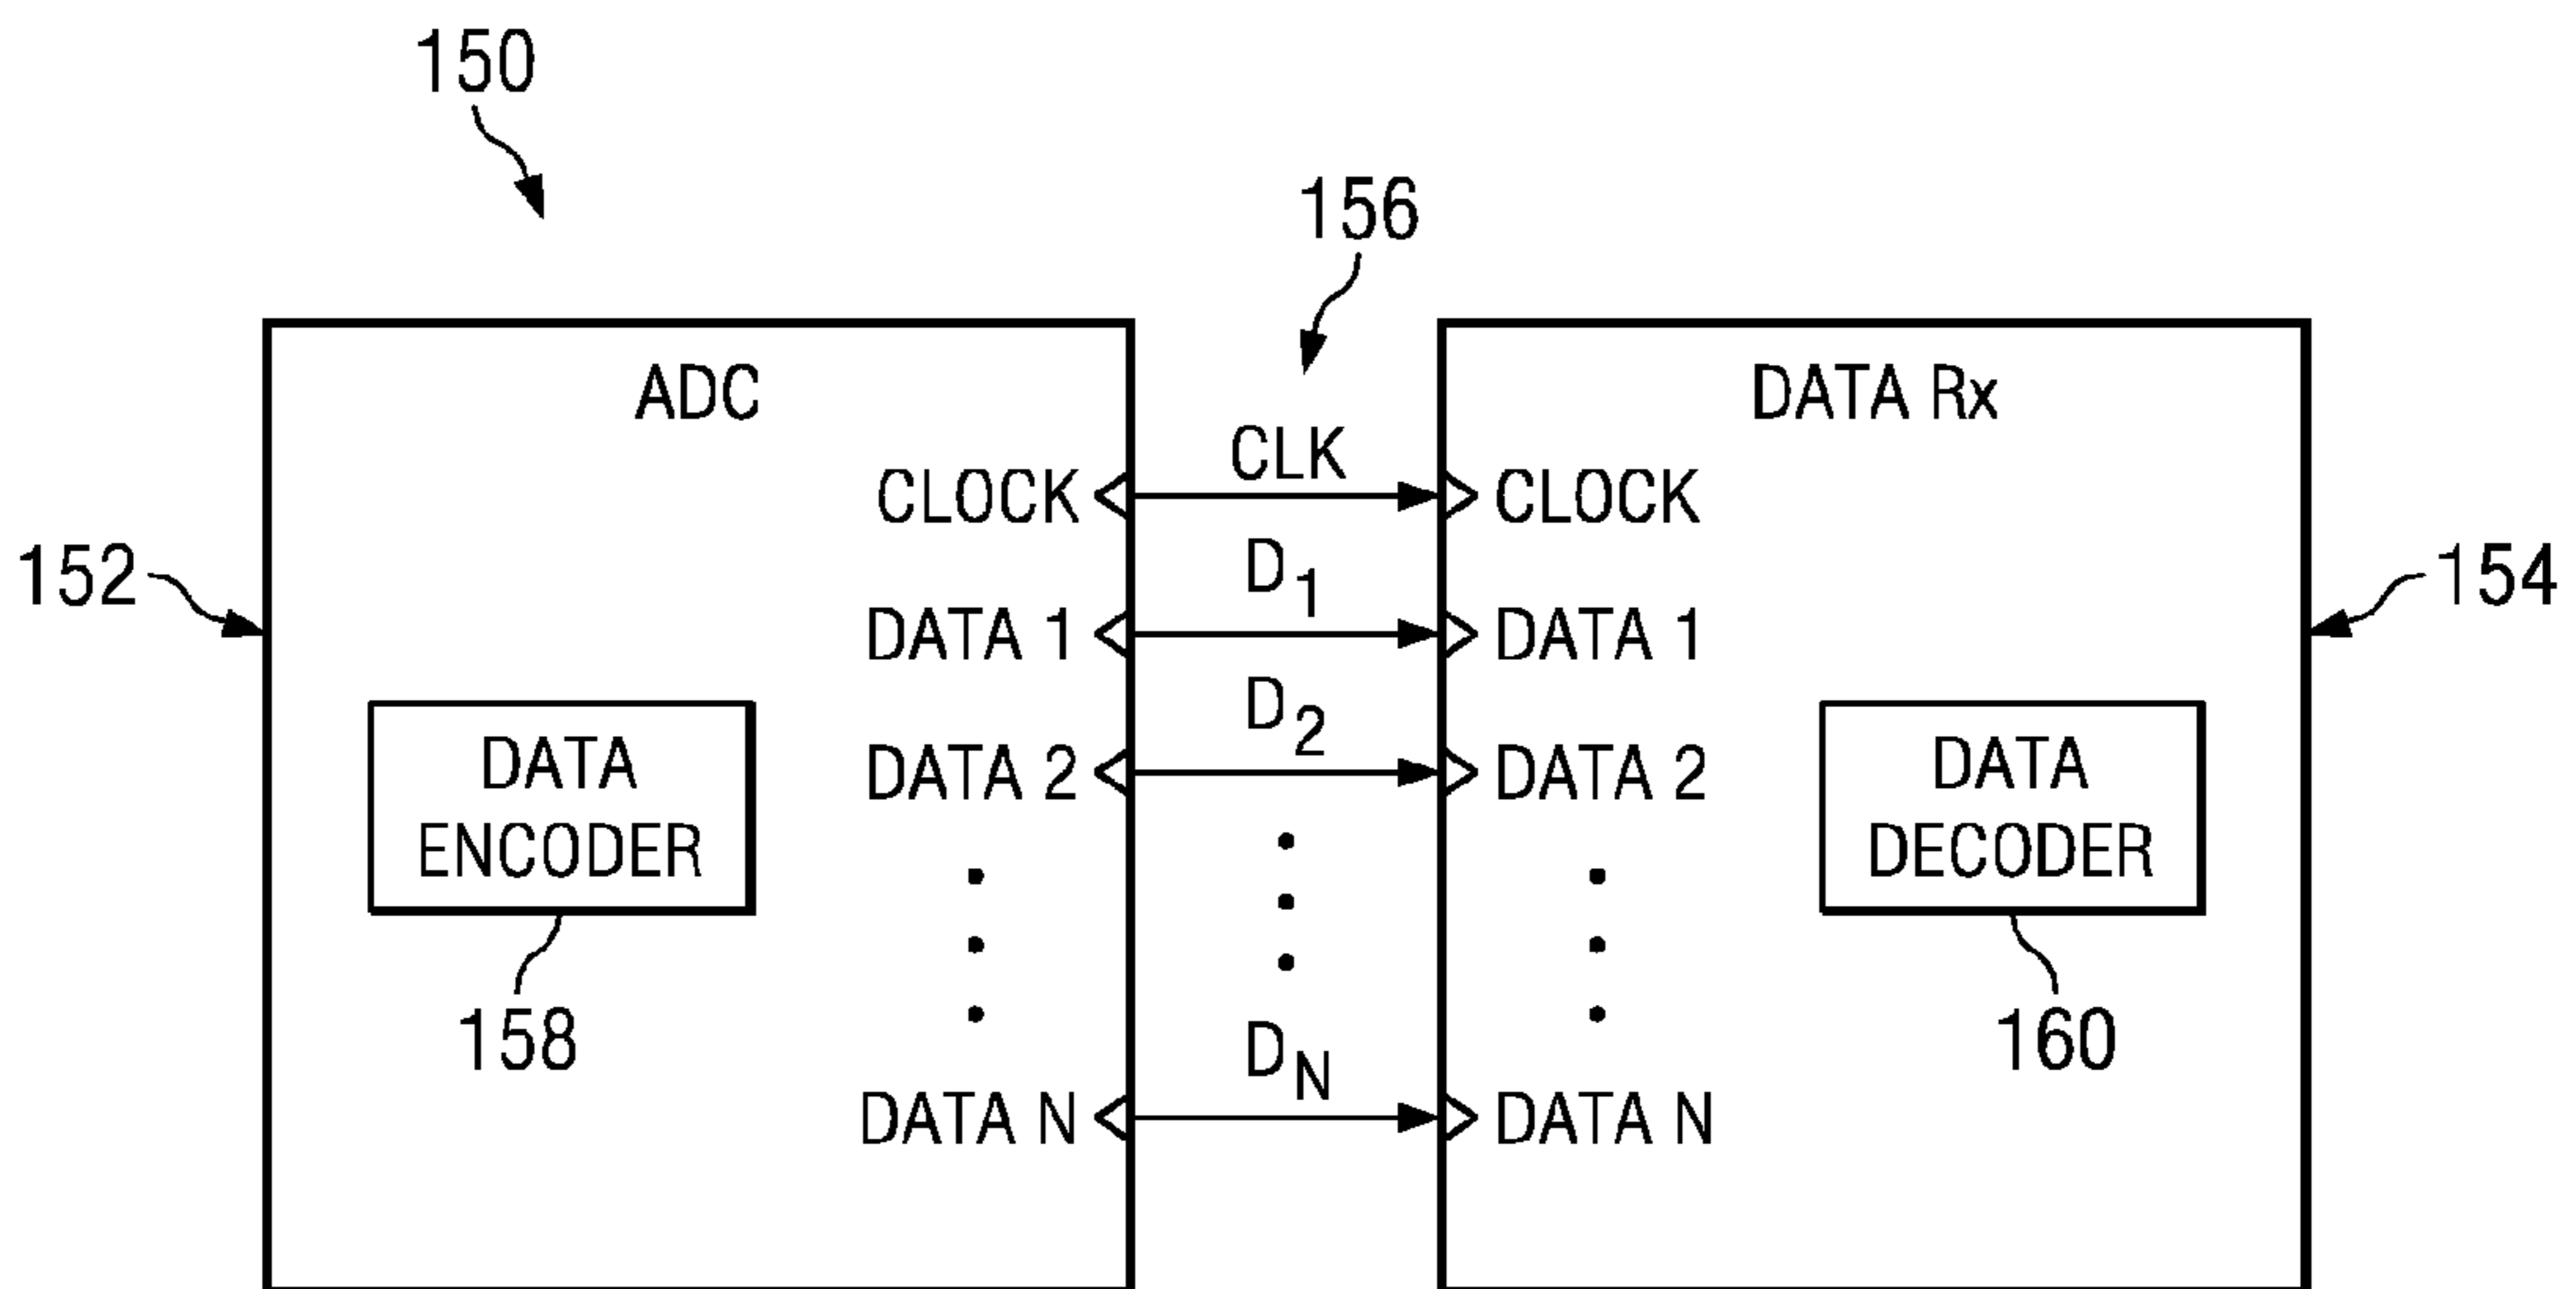 150
156
ADC
DATA Rx
CLK
CLOCK
CLOCK
152
D1
154
DATA 1
DATA 1
D2
DATA 2
DATA 2
DATA
ENCODER
DATA
DECODER
158
160
DN
DATA N
DATA N